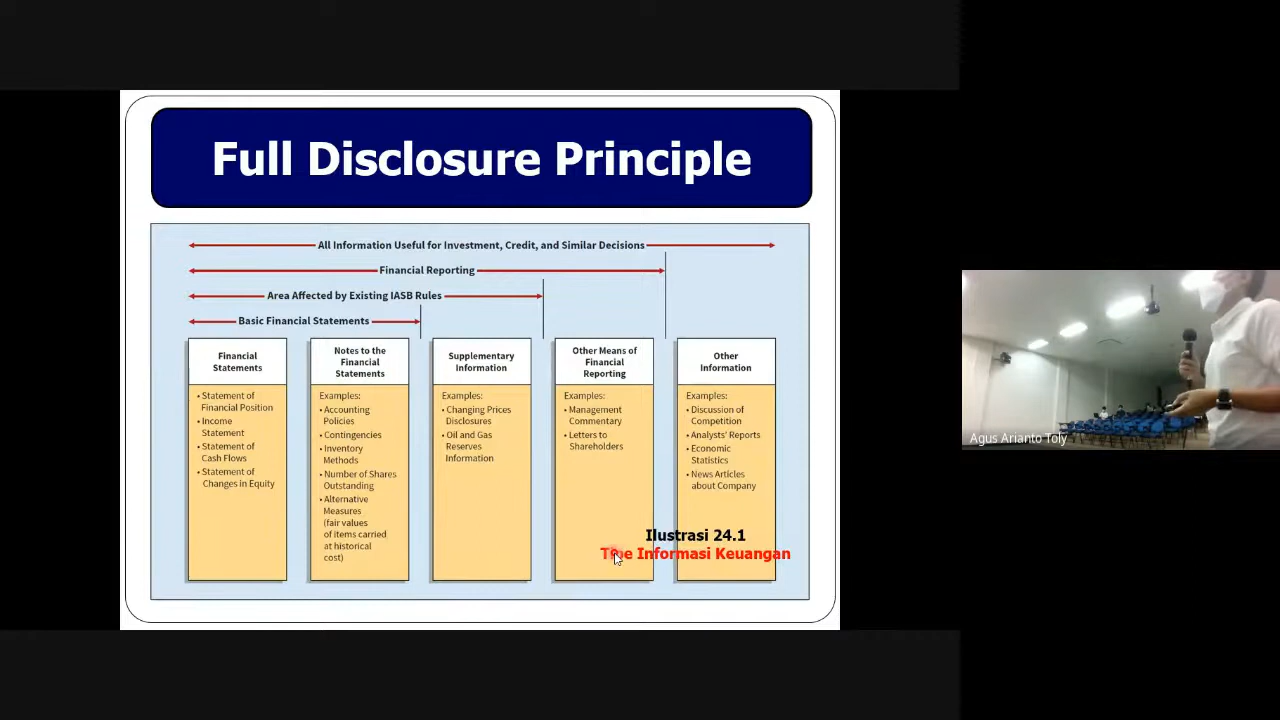 Full Disclosure Principle
All Information Useful for Investment, Credit, and Similar Decisions
Financial Reporting
Area Affected by Existing IASB Rules
Basic Financial Statements
Financial
Statements
• Statement of
Financial Position
• Income
Statement
• Statement of
Cash Flows
• Statement of
Changes in Equity
Notes to the
Financial
Statements
Examples:
• Accounting
Policies
• Contingencies
• Inventory
Methods
• Number of Shares
Outstanding
• Alternative
Measures
(fair values
of items carried
at historical
cost)
Supplementary
Information
Examples:
• Changing Prices
Disclosures
• Oil and Gas
Reserves
Information
Other Means of
Financial
Reporting
Examples:
• Management
Commentary
• Letters to
Shareholders
Other
Information
Examples:
• Discussion of
Competition
• Analysts' Reports
• Economic
Statistics
• News Articles
about Company
Ilustrasi 24.1
Tipe Informasi Keuangan
Agus Arianto Toly